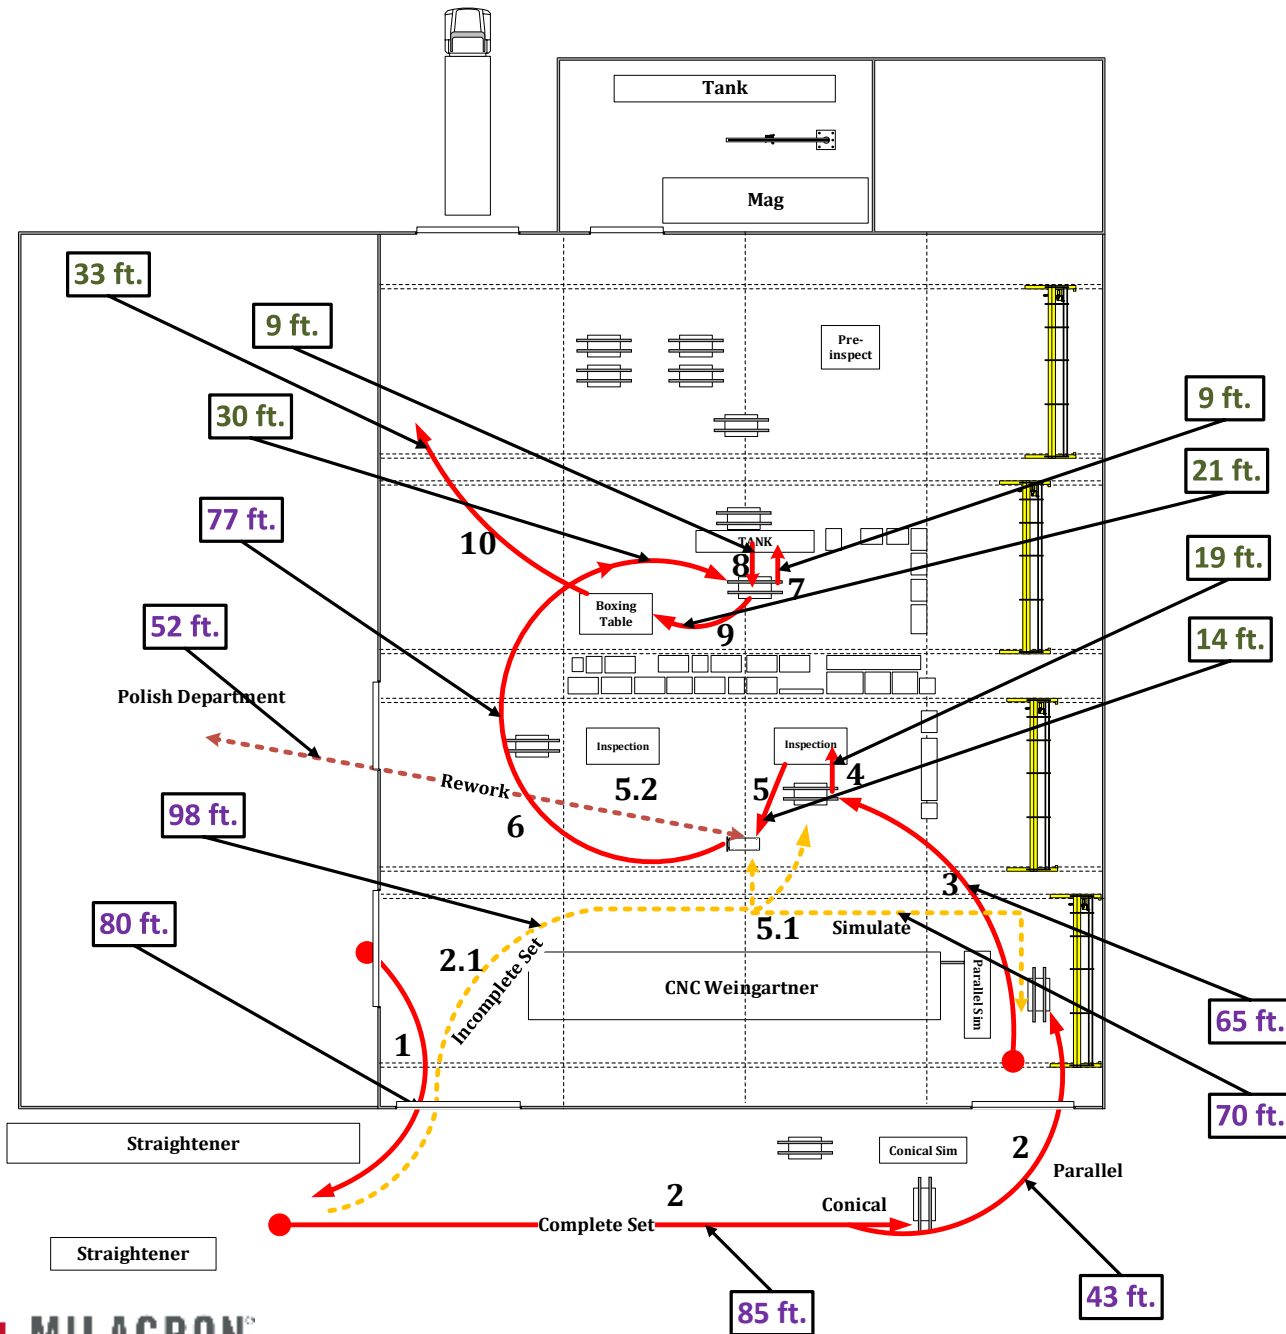 Tank
Mag
33 ft.
9 ft.
Pre-
inspect
30 ft.
9 ft.
21 ft.
77 ft.
10
TANK
8
7
19 ft.
Boxing
Table
9
52 ft.
14 ft.
Polish Department
Inspection
Inspection
5.2
5
4
Rework
6
98 ft.
3
80 ft.
5.1
Simulate
2.1
Incomplete Set
CNC Weingartner
Parallel Sim
65 ft.
1
70 ft.
Straightener
Conical Sim
2
Parallel
2
Conical
Complete Set
Straightener
43 ft.
85 ft.
MILACRON